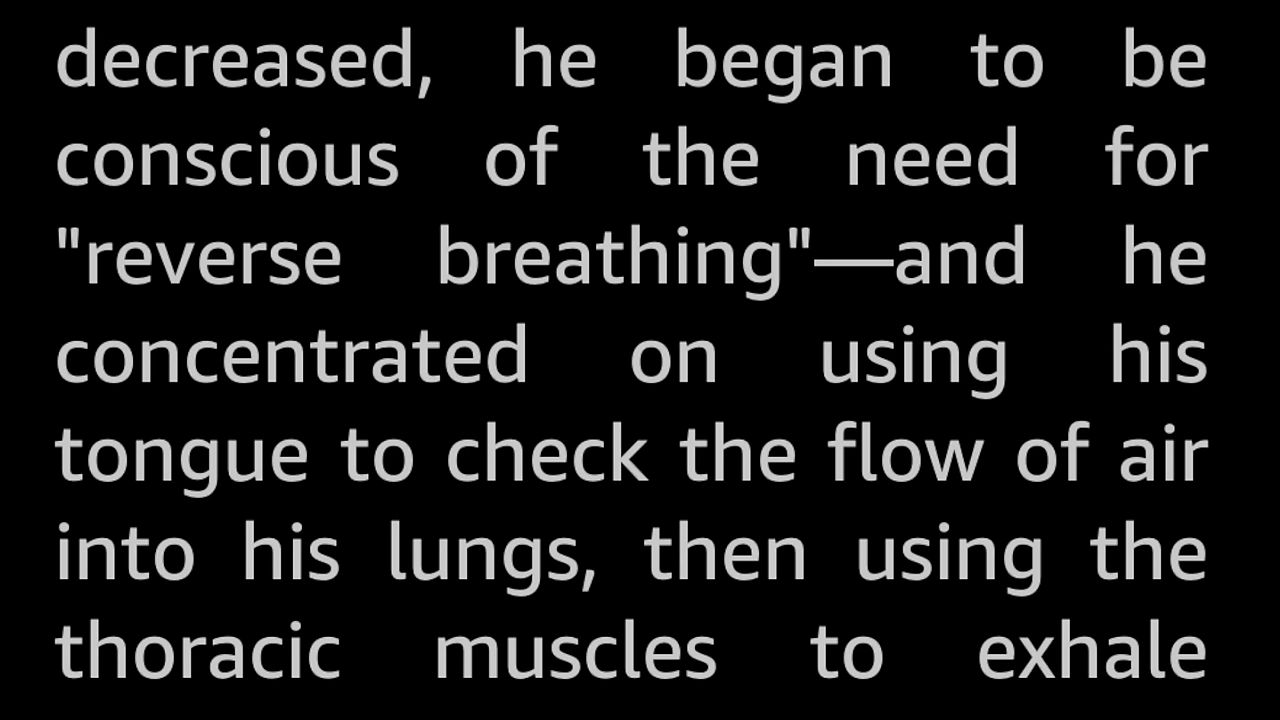 decreased, he began to be
conscious of the need for
"reverse breathing"—and he
concentrated on using his
tongue to check the flow of air
into his lungs, then using the
thoracic muscles to exhale